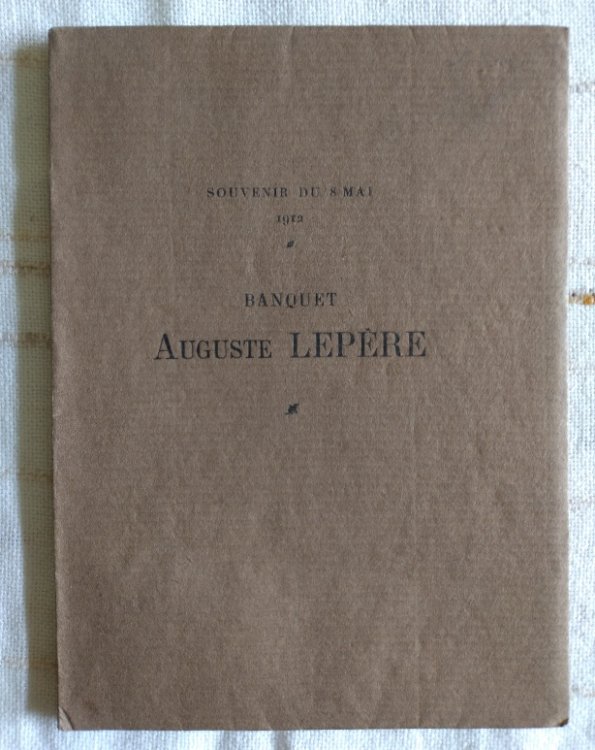 SOUVENIR DU 8 MAI
1912
BANQUET
AUGUSTE LEPÈRE